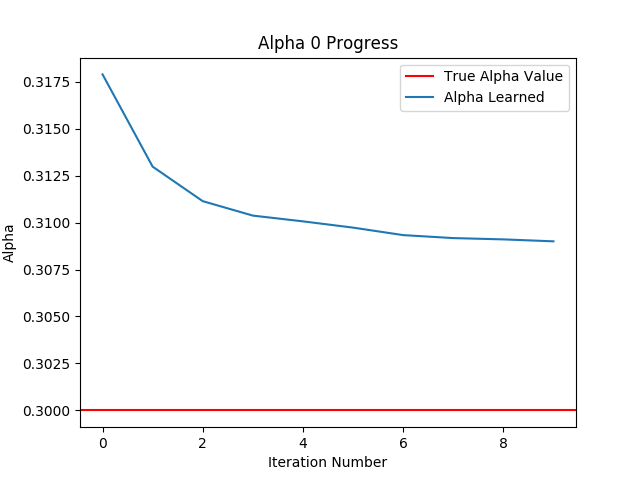 Alpha 0 Progress
True Alpha Value
Alpha Learned
0.3175
0.3150
0.3125
0.3100
0.3075
0.3050
0.3025
0.3000
Alpha
0 2 4 6 8
Iteration Number